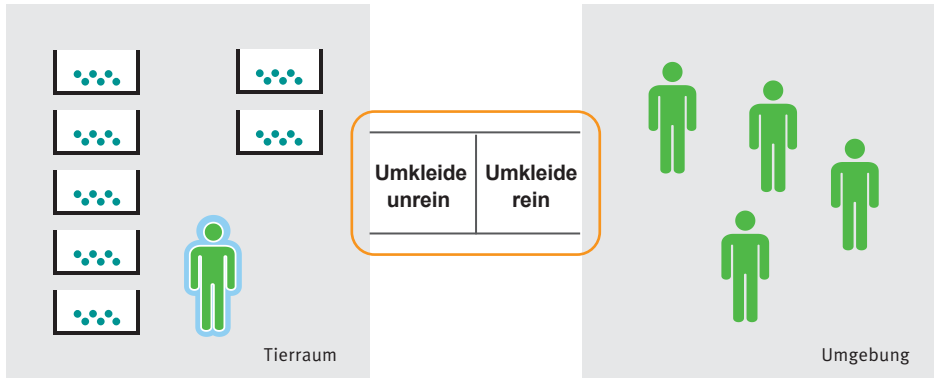 Umkleide
unrein
Umkleide
rein
Tierraum
Umgebung